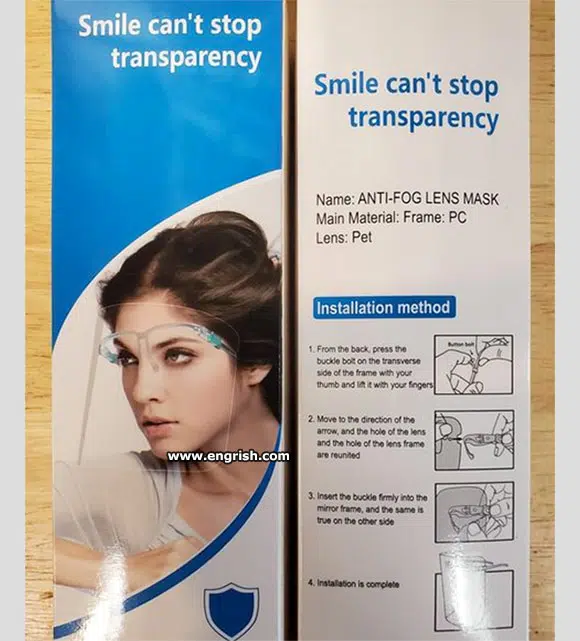 Smile can't stop
transparency
www.engrish.com
Smile can't stop
transparency
Name: ANTI-FOG LENS MASK
Main Material: Frame: PC
Lens: Pet
Installation method
1. From the back, press the
buckle bolt on the transverse
side of the frame with your
thumb and lift it with your fingers
Button bolt
2. Move to the direction of the
arrow, and the hole of the lens
and the hole of the lens frame
are reunited
3. Insert the buckle firmly into the
mirror frame, and the same is
true on the other side
4. Installation is complete